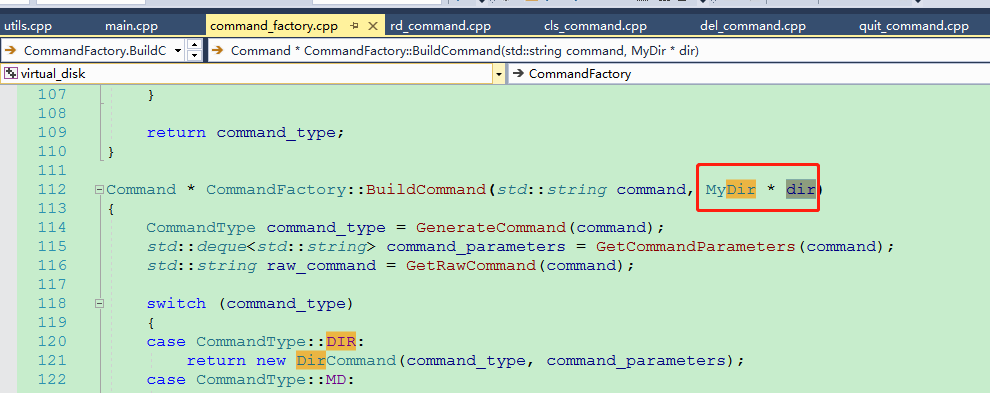 utils.cpp main.cpp command_factory.cpp rd_command.cpp cls_command.cpp del_command.cpp quit_command.cpp
CommandFactory.BuildC Command * CommandFactory::BuildCommand(std::string command, MyDir * dir)
virtual_disk CommandFactory
107 }
108
109 return command_type;
110 }
111
112 Command * CommandFactory::BuildCommand(std::string command, MyDir * dir)
113 {
114 CommandType command_type = GenerateCommand(command);
115 std::deque<std::string> command_parameters = GetCommandParameters(command);
116 std::string raw_command = GetRawCommand(command);
117
118 switch (command_type)
119 {
120 case CommandType::DIR:
121 return new DirCommand(command_type, command_parameters);
122 case CommandType::MD: